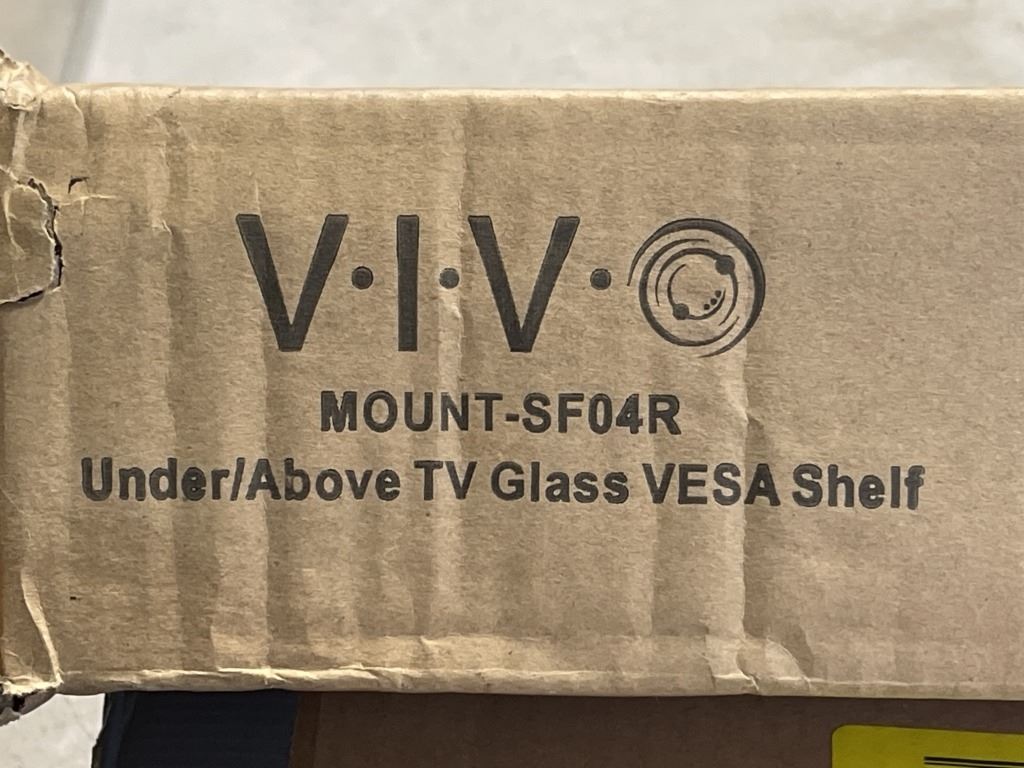 V·I·V·O
MOUNT-SF04R
Under/Above TV Glass VESA Shelf